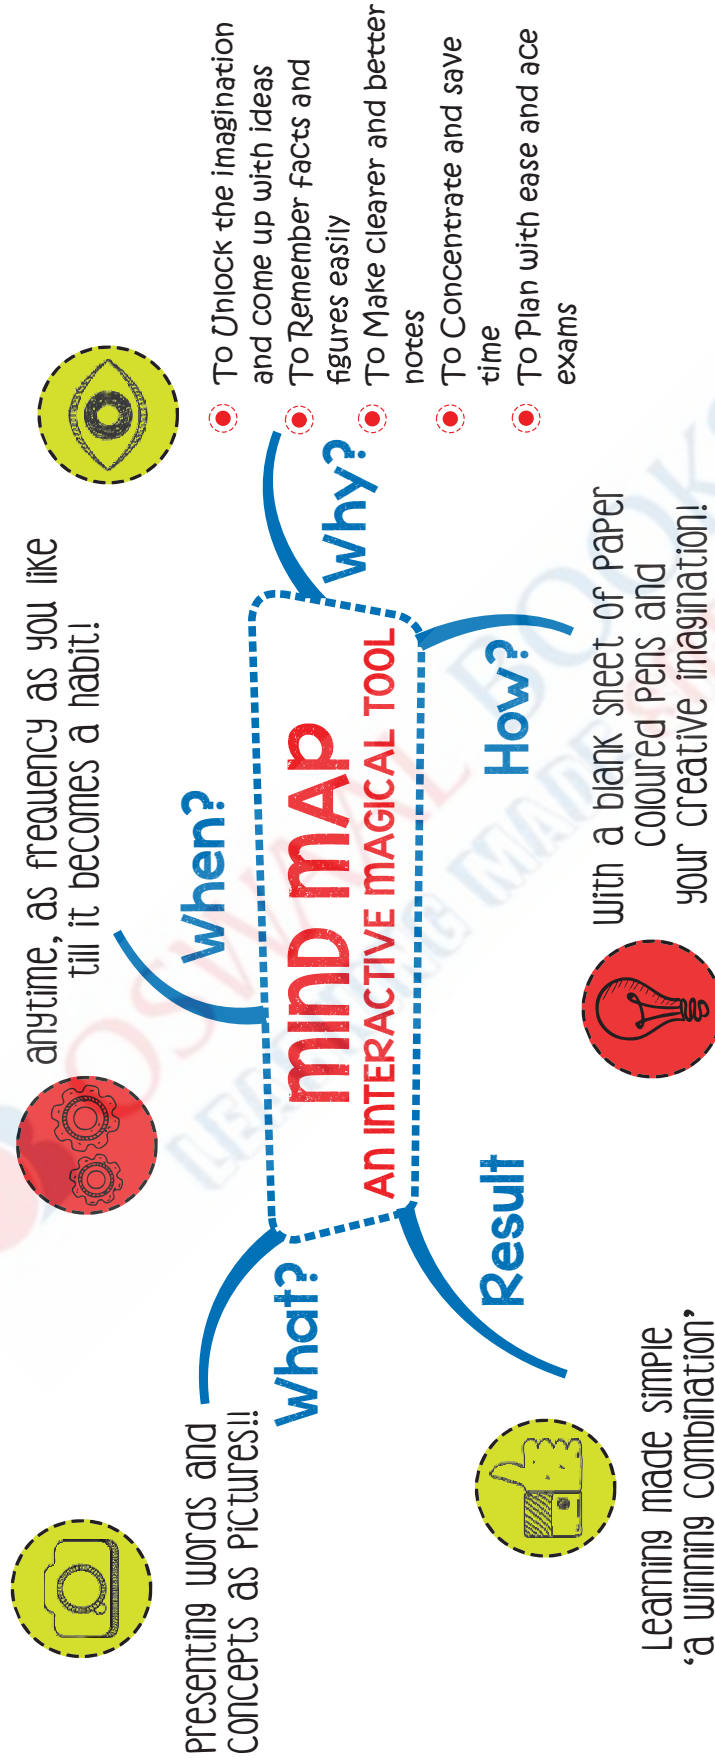 Presenting words and
Concepts as Pictures!!
What?
anytime, as frequency as you like
till it becomes a habit!
When?
Why?
To Unlock the imagination
and come up with ideas
To Remember facts and
figures easily
To Make clearer and better
notes
To Concentrate and save
time
To Plan with ease and ace
exams
MIND MAP
AN INTERACTIVE MAGICAL TOOL
Result
Learning made simple
'a winning combination'
How?
with a blank sheet of Paper
Coloured Pens and
your creative imagination!
OSWAAL BOOKS
LEARNING MADE